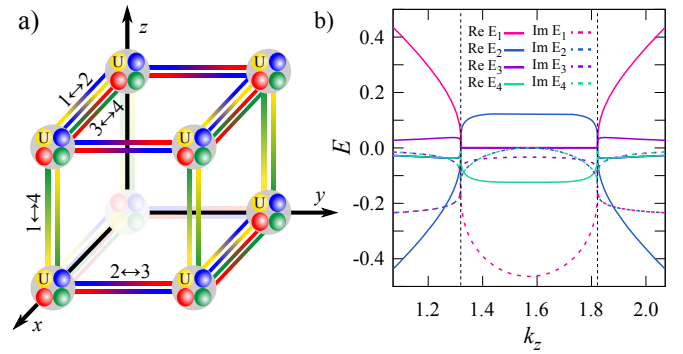 a)
z
U
U
1↔2
3↔4
U
U
1↔4
U
y
2↔3
U
U
x
b)
0.4
0.2
0.0
-0.2
-0.4
E
Re E₁ Im E₁
Re E₂ Im E₂
Re E₃ Im E₃
Re E₄ Im E₄
1.2 1.4 1.6 1.8 2.0
k_z